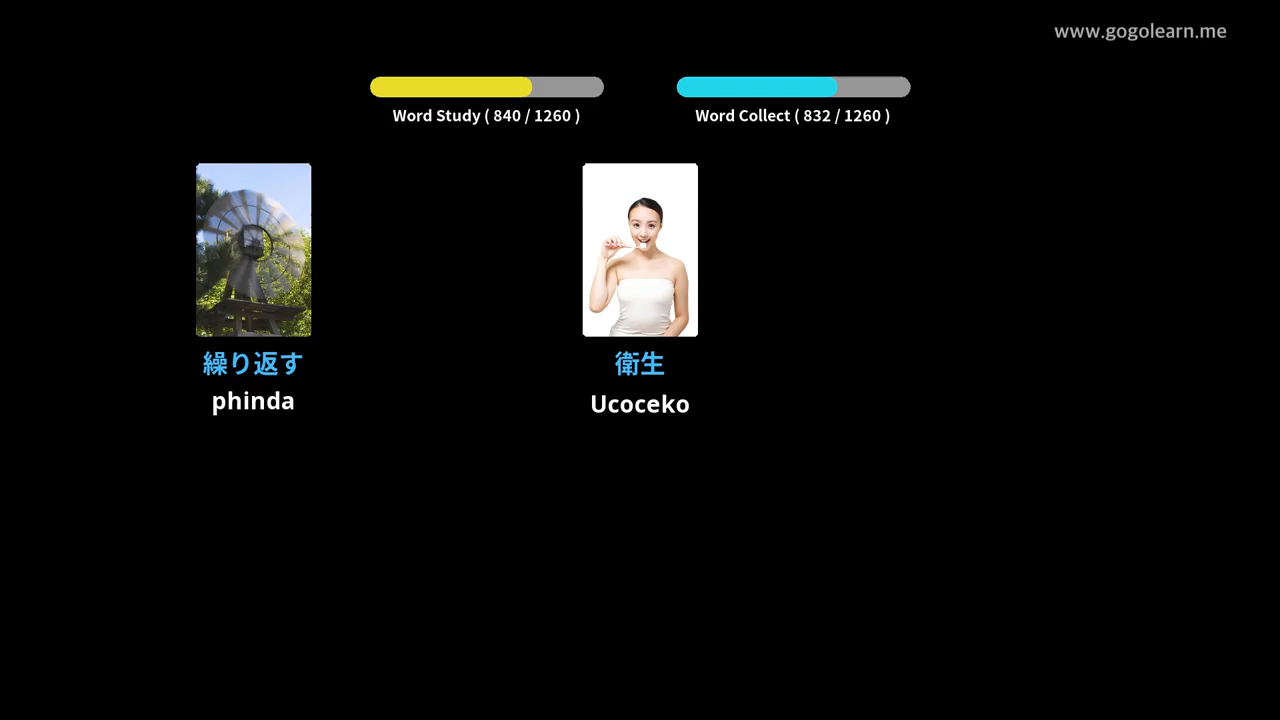 www.gogolearn.me
Word Study ( 840 / 1260 )
Word Collect ( 832 / 1260 )
繰り返す
phinda
衛生
Ucoceko